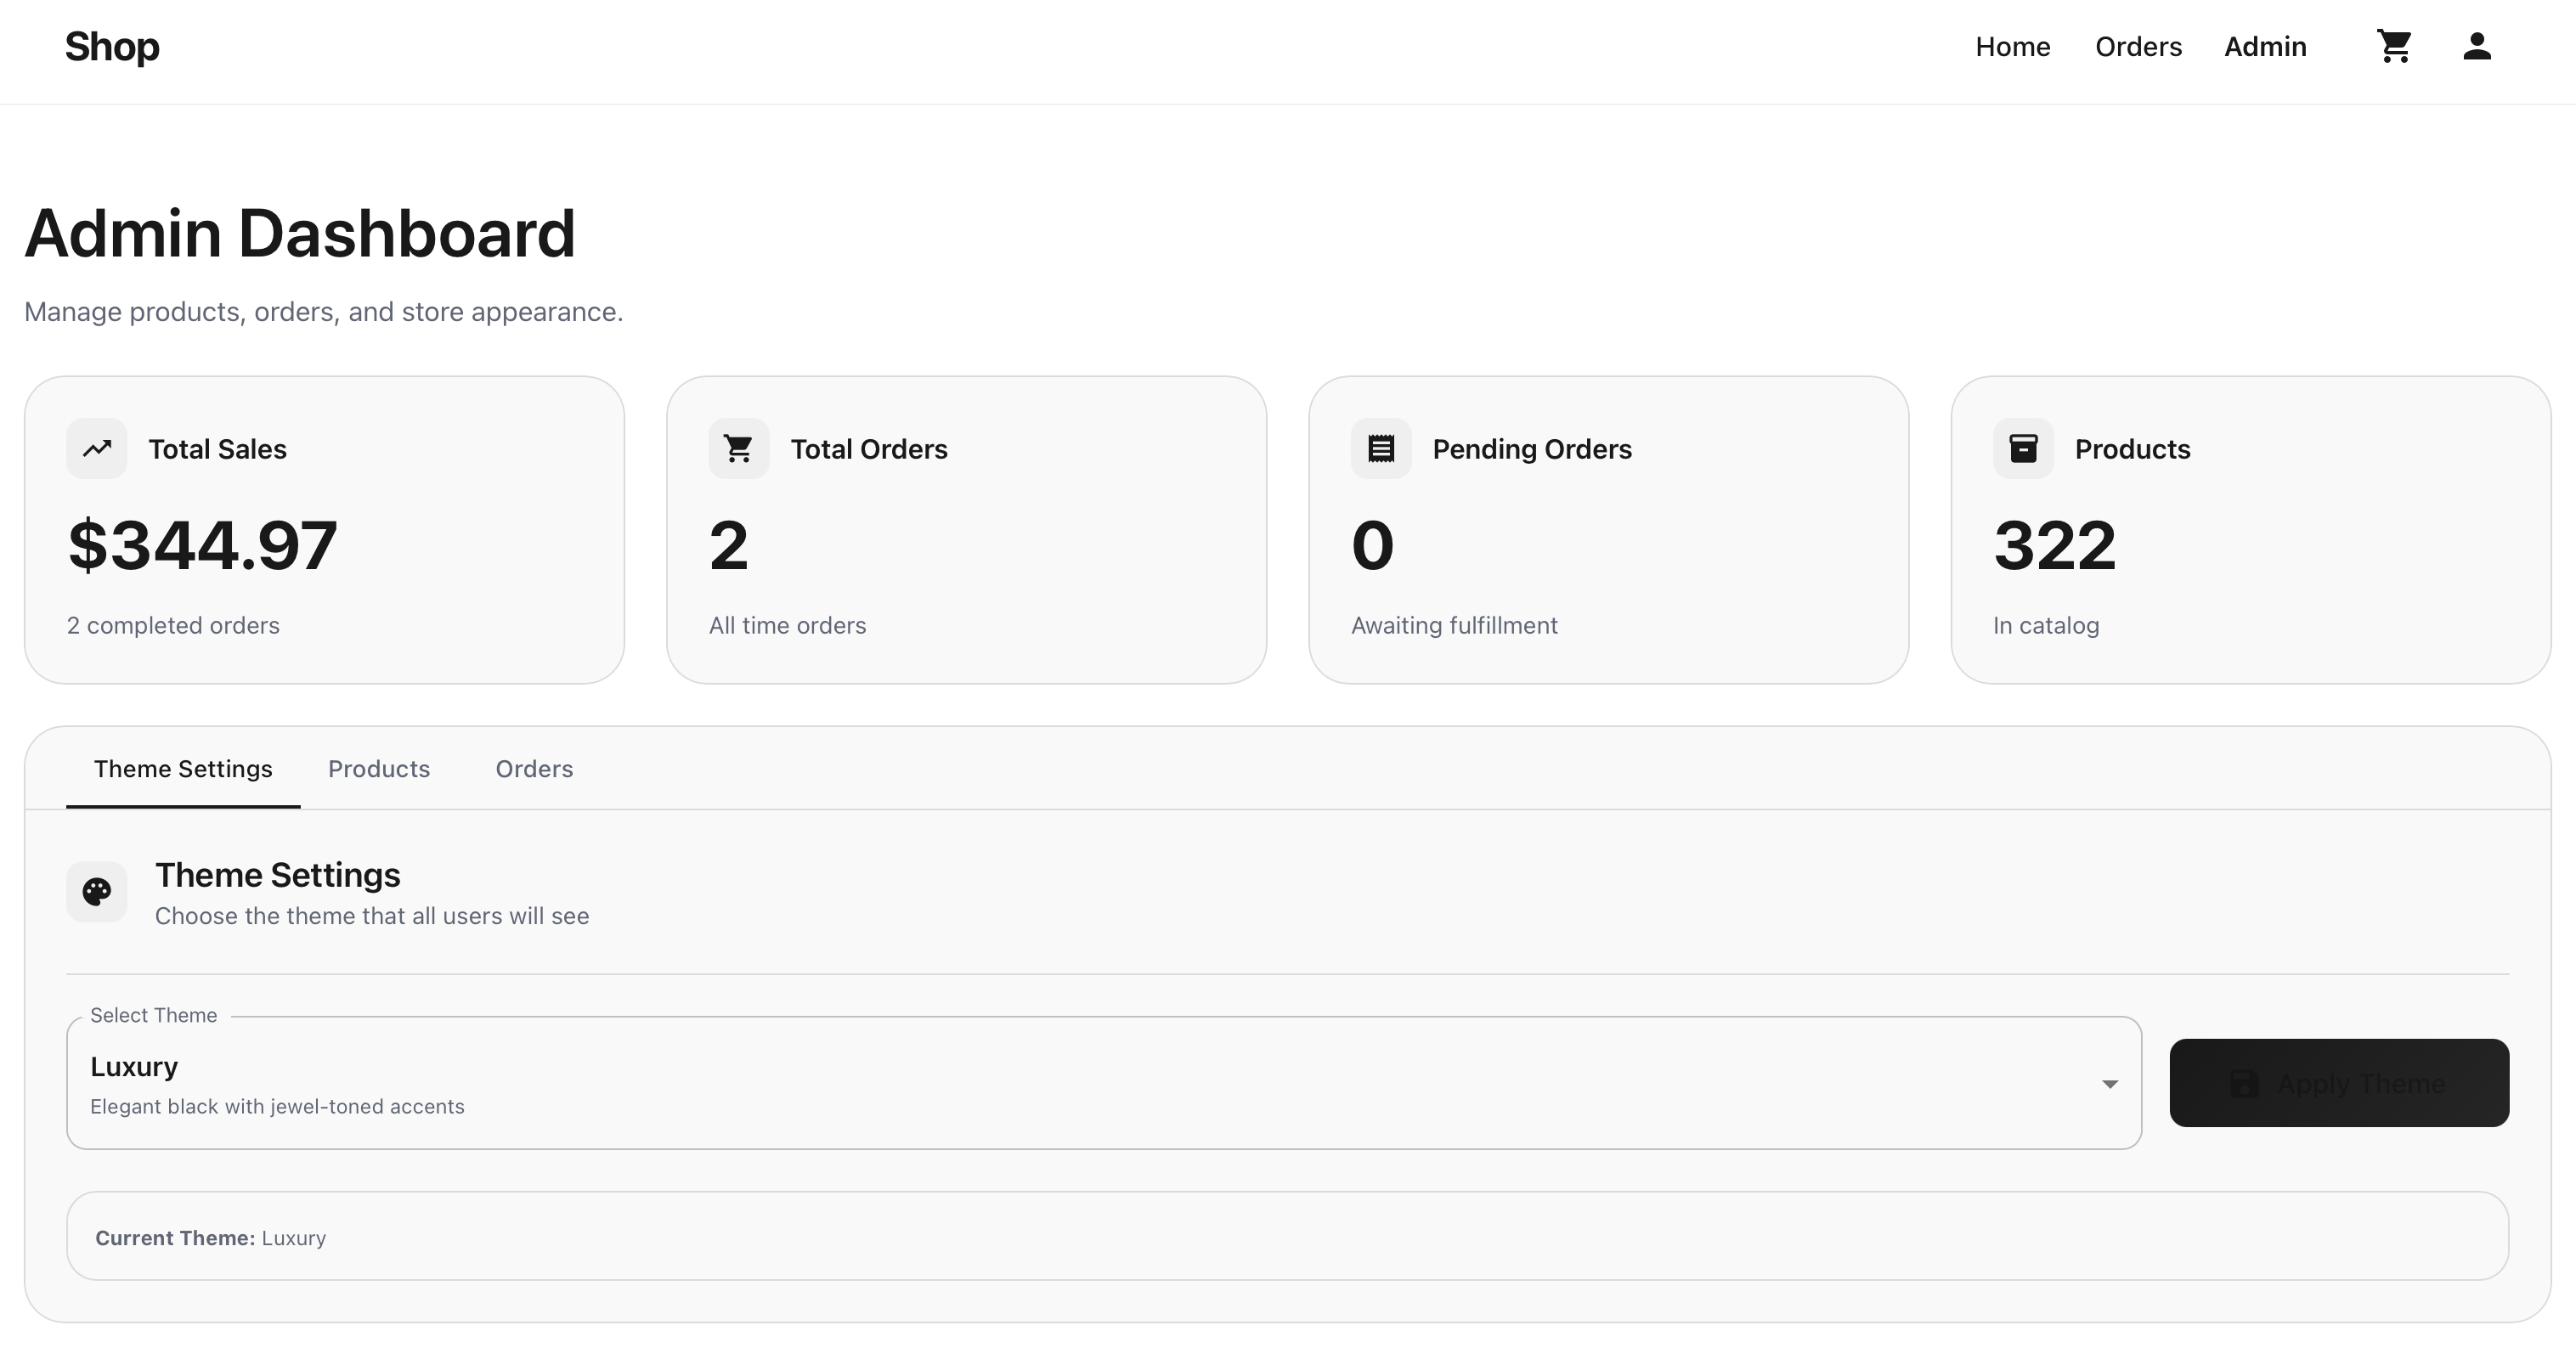 Shop
Home Orders Admin
Admin Dashboard
Manage products, orders, and store appearance.
Total Sales
$344.97
2 completed orders
Total Orders
2
All time orders
Pending Orders
0
Awaiting fulfillment
Products
322
In catalog
Theme Settings Products Orders
Theme Settings
Choose the theme that all users will see
Select Theme
Luxury
Elegant black with jewel-toned accents
Apply Theme
Current Theme: Luxury